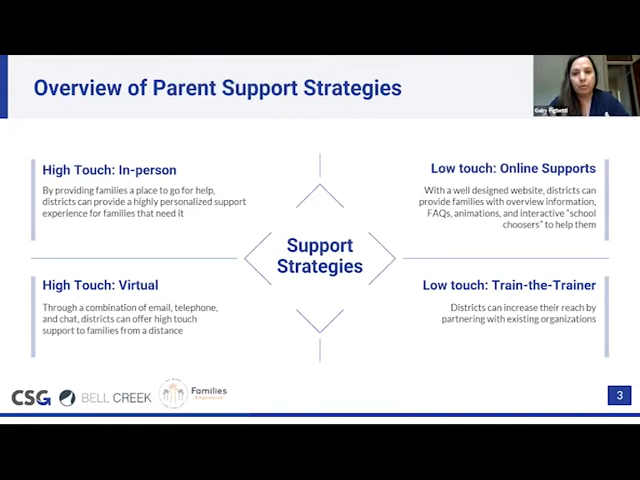 Overview of Parent Support Strategies
Gaby Fighetti
High Touch: In-person
By providing families a place to go for help,
districts can provide a highly personalized support
experience for families that need it
Low touch: Online Supports
With a well designed website, districts can
provide families with overview information,
FAQs, animations, and interactive “school
choosers” to help them
Support
Strategies
High Touch: Virtual
Through a combination of email, telephone,
and chat, districts can offer high touch
support to families from a distance
Low touch: Train-the-Trainer
Districts can increase their reach by
partnering with existing organizations
CSG
BELL CREEK
Families
Empowered
3